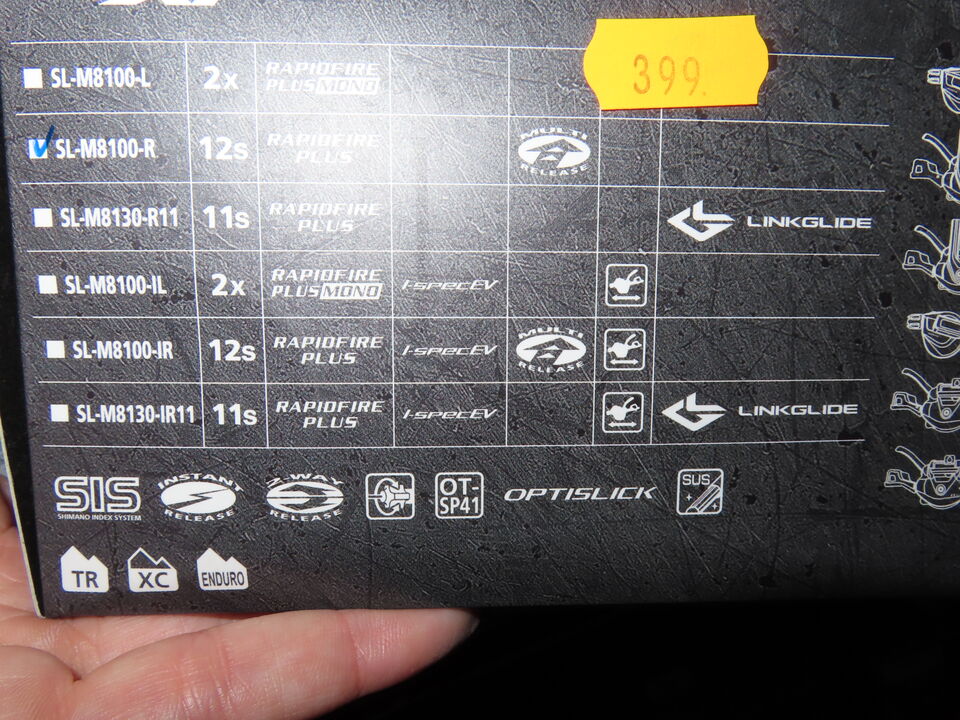 399.
SL-M8100-L 2x RAPIDFIRE PLUS MONO
SL-M8100-R 12s RAPIDFIRE PLUS MULTI RELEASE
SL-M8130-R11 11s RAPIDFIRE PLUS LINKGLIDE
SL-M8100-IL 2x RAPIDFIRE PLUS MONO I-SPEC EV
SL-M8100-IR 12s RAPIDFIRE PLUS I-SPEC EV MULTI RELEASE
SL-M8130-IR11 11s RAPIDFIRE PLUS I-SPEC EV LINKGLIDE
SIS SHIMANO INDEX SYSTEM INSTANT RELEASE 2-WAY RELEASE OT-SP41 OPTISLICK SUS
TR XC ENDURO